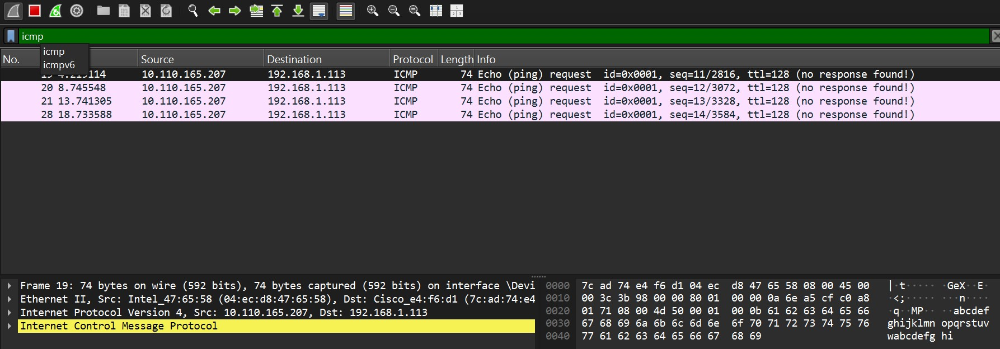 icmp
icmp
icmpv6
No. Source Destination Protocol Length Info
10.110.165.207 192.168.1.113 ICMP 74 Echo (ping) request id=0x0001, seq=11/2816, ttl=128 (no response found!)
20 8.745548 10.110.165.207 192.168.1.113 ICMP 74 Echo (ping) request id=0x0001, seq=12/3072, ttl=128 (no response found!)
21 13.741305 10.110.165.207 192.168.1.113 ICMP 74 Echo (ping) request id=0x0001, seq=13/3328, ttl=128 (no response found!)
28 18.733588 10.110.165.207 192.168.1.113 ICMP 74 Echo (ping) request id=0x0001, seq=14/3584, ttl=128 (no response found!)
Frame 19: 74 bytes on wire (592 bits), 74 bytes captured (592 bits) on interface \Devi
Ethernet II, Src: Intel_47:65:58 (04:ec:d8:47:65:58), Dst: Cisco_e4:f6:d1 (7c:ad:74:e4
Internet Protocol Version 4, Src: 10.110.165.207, Dst: 192.168.1.113
Internet Control Message Protocol
0000 7c ad 74 e4 f6 d1 04 ec d8 47 65 58 08 00 45 00 |·t····· ·GeX··E·
0010 00 3c 3b 98 00 00 80 01 00 00 0a 6e a5 cf c0 a8 ·<;····· ···n····
0020 01 71 08 00 4d 50 00 01 00 0b 61 62 63 64 65 66 ·q··MP·· ··abcdef
0030 67 68 69 6a 6b 6c 6d 6e 6f 70 71 72 73 74 75 76 ghijklmn opqrstuv
0040 77 61 62 63 64 65 66 67 68 69 wabcdefg hi